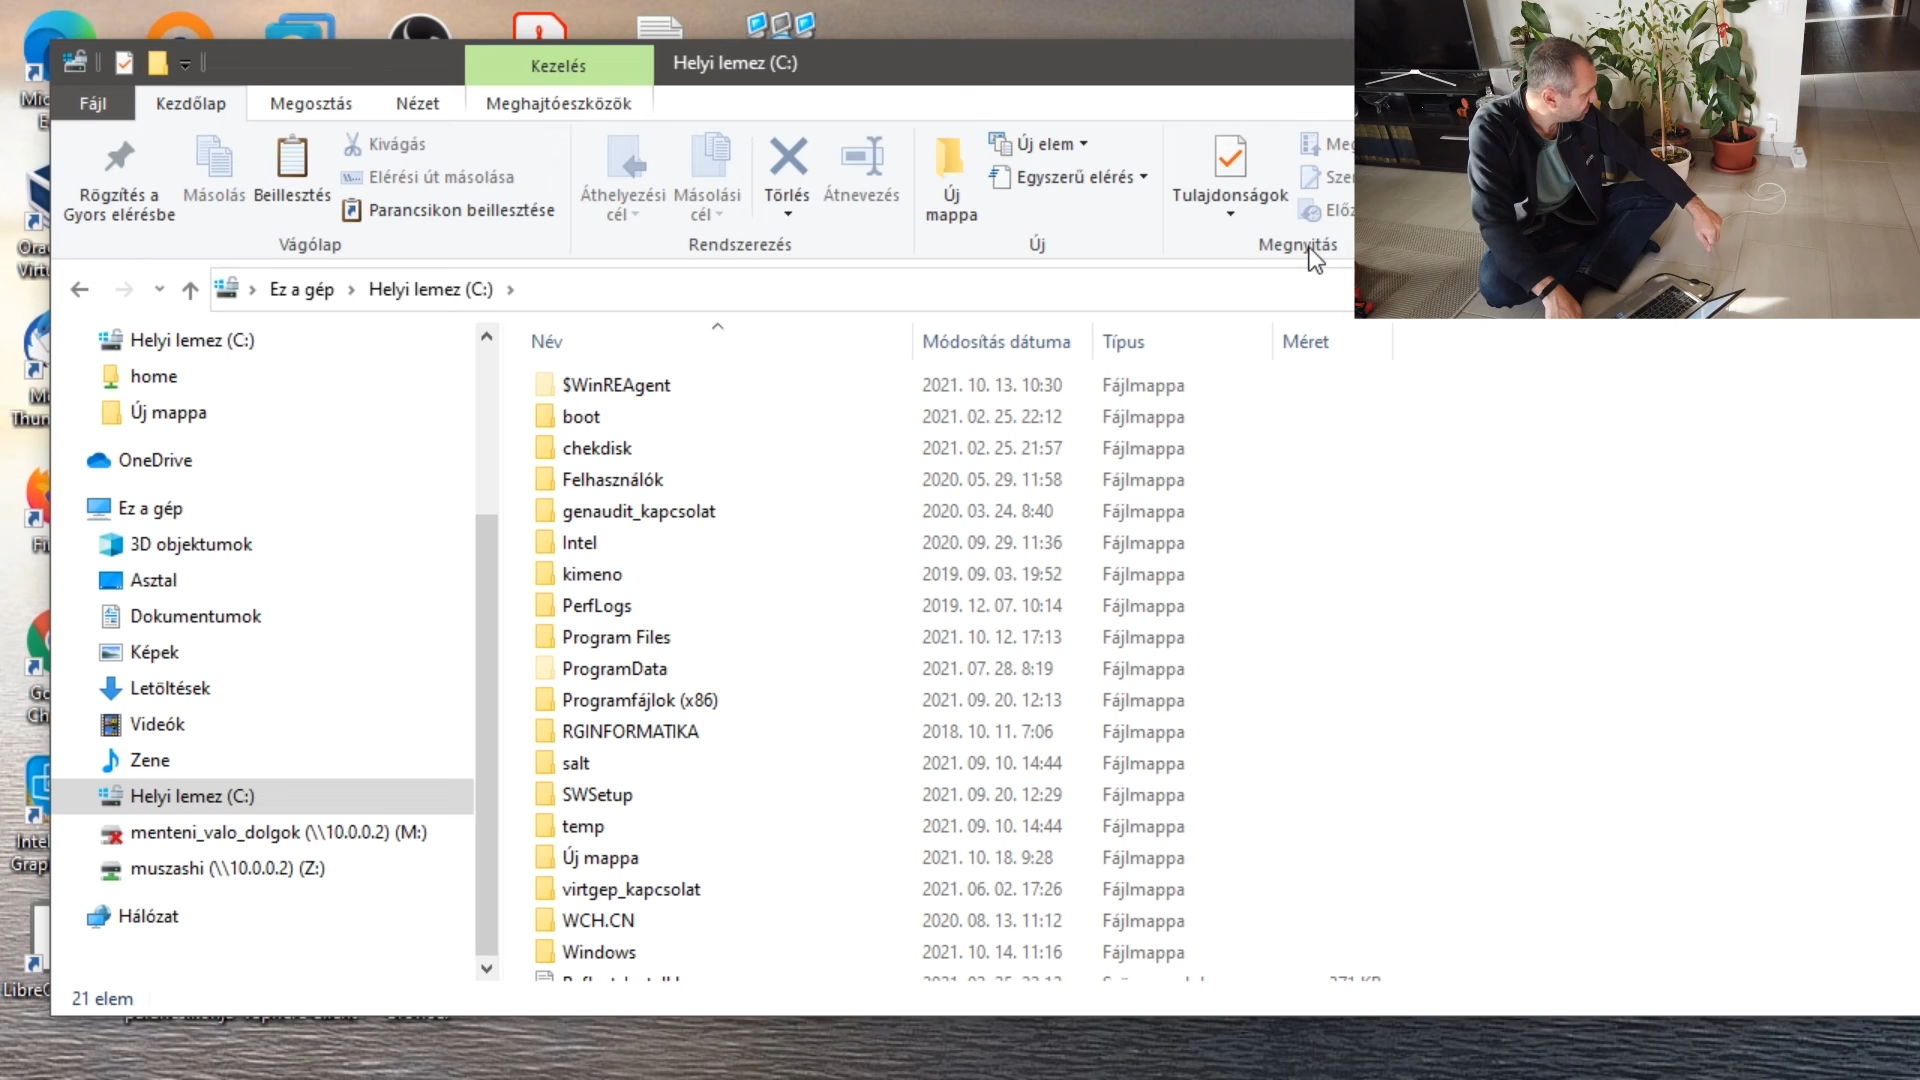 Kezelés
Helyi lemez (C:)
Fájl
Kezdőlap
Megosztás
Nézet
Meghajtóeszközök
Rögzítés a
Gyors elérésbe
Másolás
Beillesztés
Kivágás
Elérési út másolása
Parancsikon beillesztése
Vágólap
Áthelyezési
cél
Másolási
cél
Törlés
Átnevezés
Rendszerezés
Új
mappa
Új elem
Egyszerű elérés
Új
Tulajdonságok
Megnyitás
Ez a gép
Helyi lemez (C:)
Helyi lemez (C:)
home
Új mappa
OneDrive
Ez a gép
3D objektumok
Asztal
Dokumentumok
Képek
Letöltések
Videók
Zene
Helyi lemez (C:)
menteni_valo_dolgok (\\10.0.0.2) (M:)
muszashi (\\10.0.0.2) (Z:)
Hálózat
Név Módosítás dátuma Típus Méret
$WinREAgent 2021. 10. 13. 10:30 Fájlmappa
boot 2021. 02. 25. 22:12 Fájlmappa
chekdisk 2021. 02. 25. 21:57 Fájlmappa
Felhasználók 2020. 05. 29. 11:58 Fájlmappa
genaudit_kapcsolat 2020. 03. 24. 8:40 Fájlmappa
Intel 2020. 09. 29. 11:36 Fájlmappa
kimeno 2019. 09. 03. 19:52 Fájlmappa
PerfLogs 2019. 12. 07. 10:14 Fájlmappa
Program Files 2021. 10. 12. 17:13 Fájlmappa
ProgramData 2021. 07. 28. 8:19 Fájlmappa
Programfájlok (x86) 2021. 09. 20. 12:13 Fájlmappa
RGINFORMATIKA 2018. 10. 11. 7:06 Fájlmappa
salt 2021. 09. 10. 14:44 Fájlmappa
SWSetup 2021. 09. 20. 12:29 Fájlmappa
temp 2021. 09. 10. 14:44 Fájlmappa
Új mappa 2021. 10. 18. 9:28 Fájlmappa
virtgep_kapcsolat 2021. 06. 02. 17:26 Fájlmappa
WCH.CN 2020. 08. 13. 11:12 Fájlmappa
Windows 2021. 10. 14. 11:16 Fájlmappa
21 elem